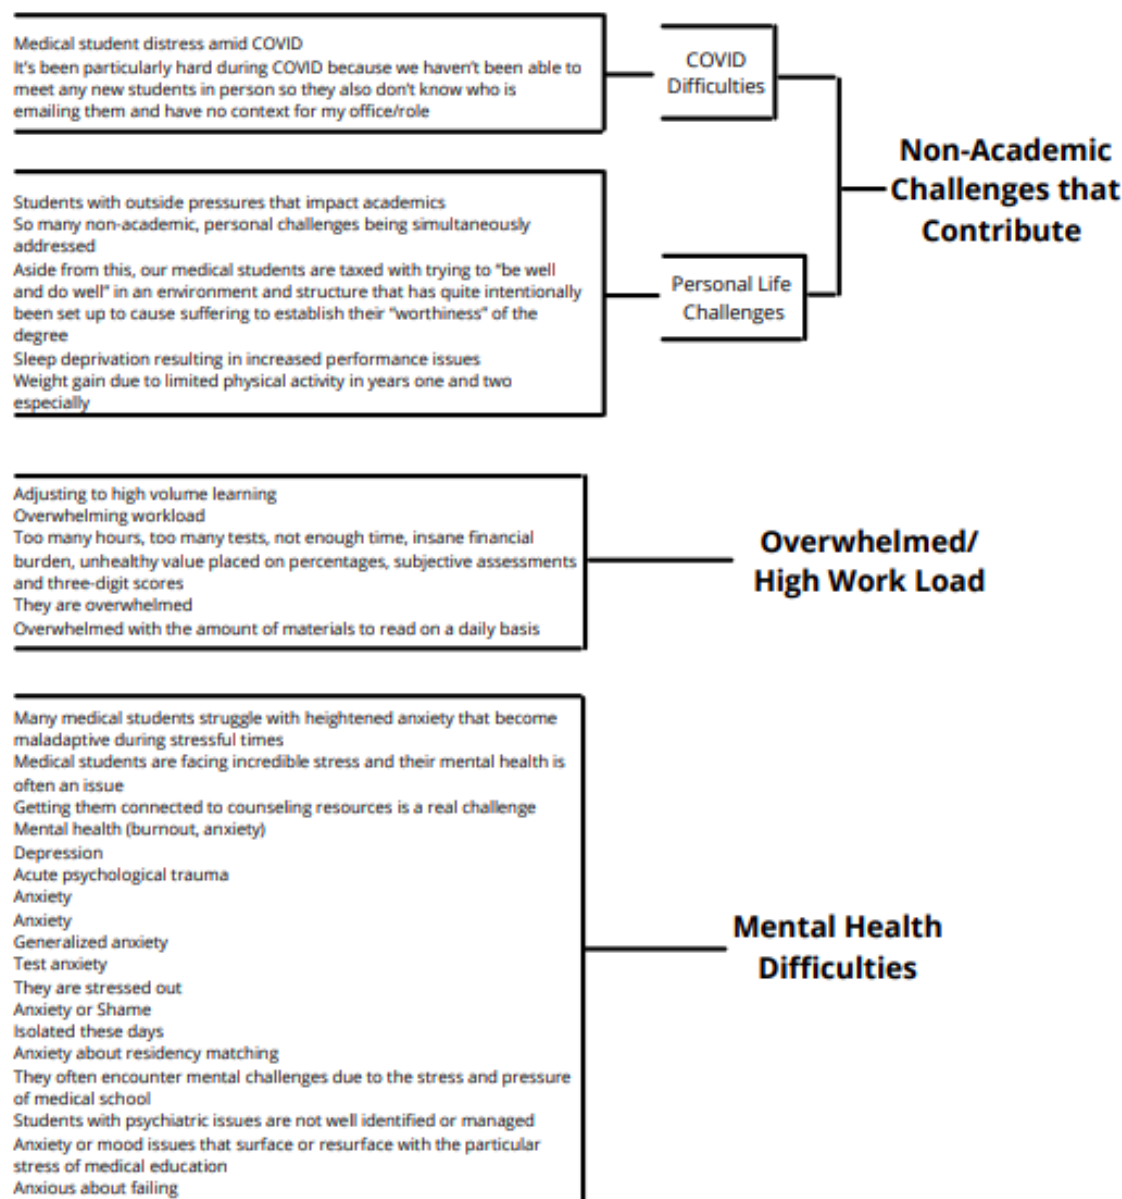 Medical student distress amid COVID
It's been particularly hard during COVID because we haven't been able to
meet any new students in person so they also don't know who is
emailing them and have no context for my office/role
COVID
Difficulties
Non-Academic
Challenges that
Contribute
Students with outside pressures that impact academics
So many non-academic, personal challenges being simultaneously
addressed
Aside from this, our medical students are taxed with trying to "be well
and do well" in an environment and structure that has quite intentionally
been set up to cause suffering to establish their "worthiness" of the
degree
Sleep deprivation resulting in increased performance issues
Weight gain due to limited physical activity in years one and two
especially
Personal Life
Challenges
Adjusting to high volume learning
Overwhelming workload
Too many hours, too many tests, not enough time, insane financial
burden, unhealthy value placed on percentages, subjective assessments
and three-digit scores
They are overwhelmed
Overwhelmed with the amount of materials to read on a daily basis
Overwhelmed/
High Work Load
Many medical students struggle with heightened anxiety that become
maladaptive during stressful times
Medical students are facing incredible stress and their mental health is
often an issue
Getting them connected to counseling resources is a real challenge
Mental health (burnout, anxiety)
Depression
Acute psychological trauma
Anxiety
Anxiety
Generalized anxiety
Test anxiety
They are stressed out
Anxiety or Shame
Isolated these days
Anxiety about residency matching
They often encounter mental challenges due to the stress and pressure
of medical school
Students with psychiatric issues are not well identified or managed
Anxiety or mood issues that surface or resurface with the particular
stress of medical education
Anxious about failing
Mental Health
Difficulties